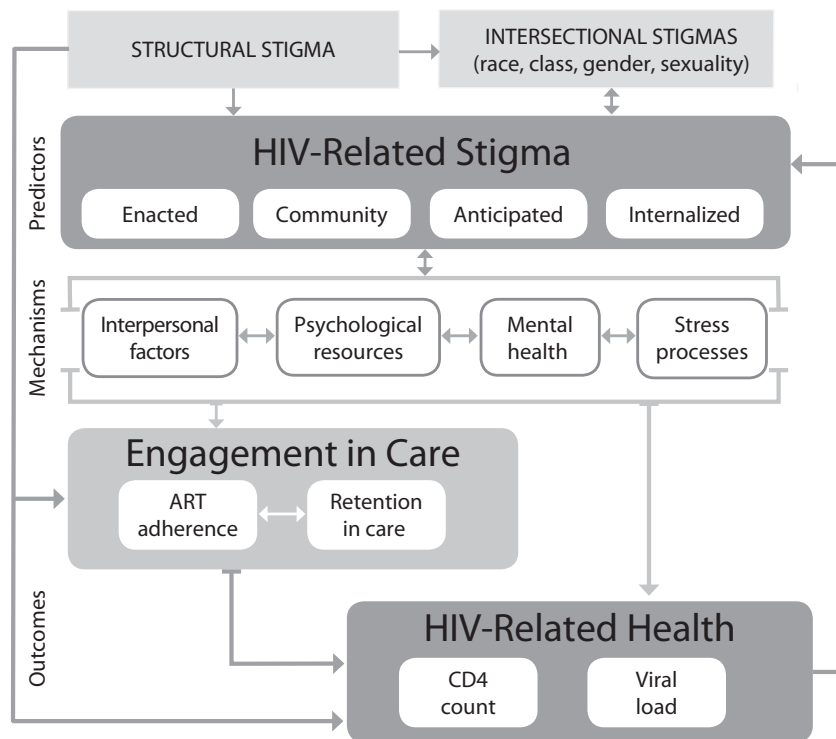 STRUCTURAL STIGMA
INTERSECTIONAL STIGMAS
(race, class, gender, sexuality)
Predictors
HIV-Related Stigma
Enacted
Community
Anticipated
Internalized
Mechanisms
Interpersonal
factors
Psychological
resources
Mental
health
Stress
processes
Engagement in Care
ART
adherence
Retention
in care
Outcomes
HIV-Related Health
CD4
count
Viral
load